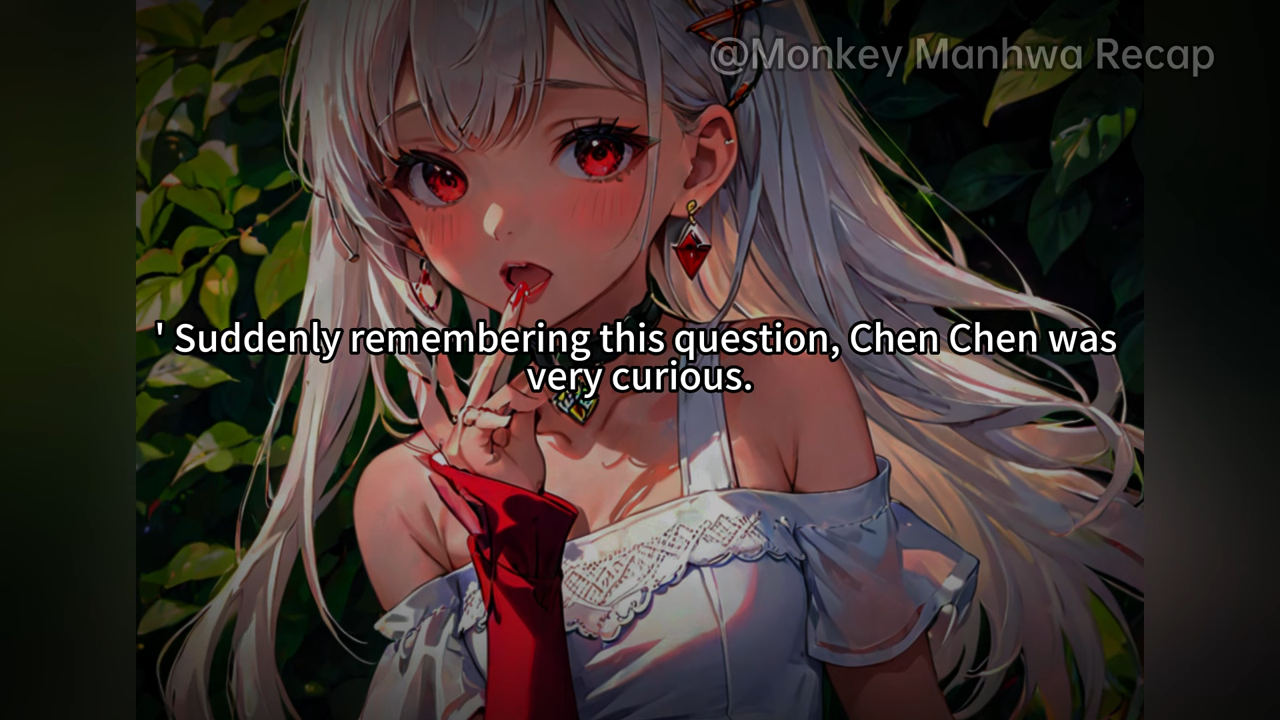 @Monkey Manhwa Recap
' Suddenly remembering this question, Chen Chen was
very curious.